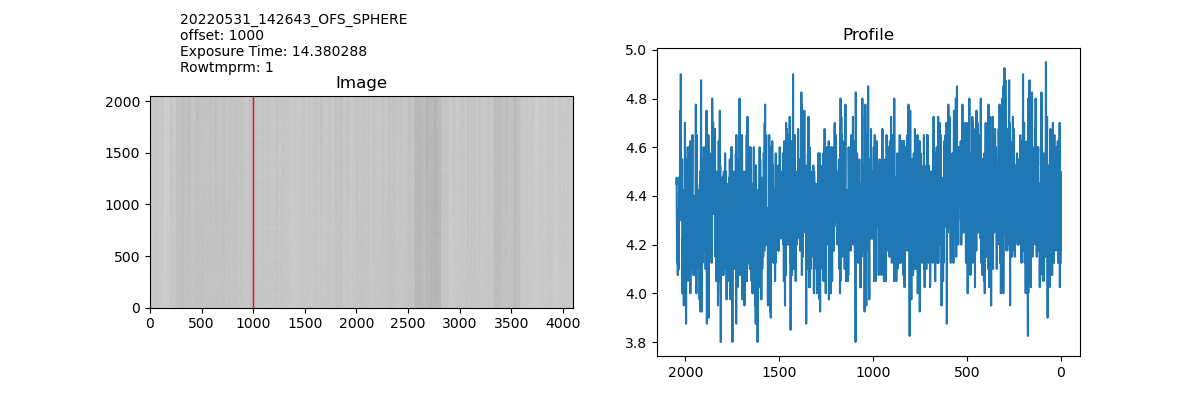 20220531_142643_OFS_SPHERE
offset: 1000
Exposure Time: 14.380288
Rowtmprm: 1
Image
2000
1500
1000
500
0
0 500 1000 1500 2000 2500 3000 3500 4000
Profile
5.0
4.8
4.6
4.4
4.2
4.0
3.8
2000 1500 1000 500 0